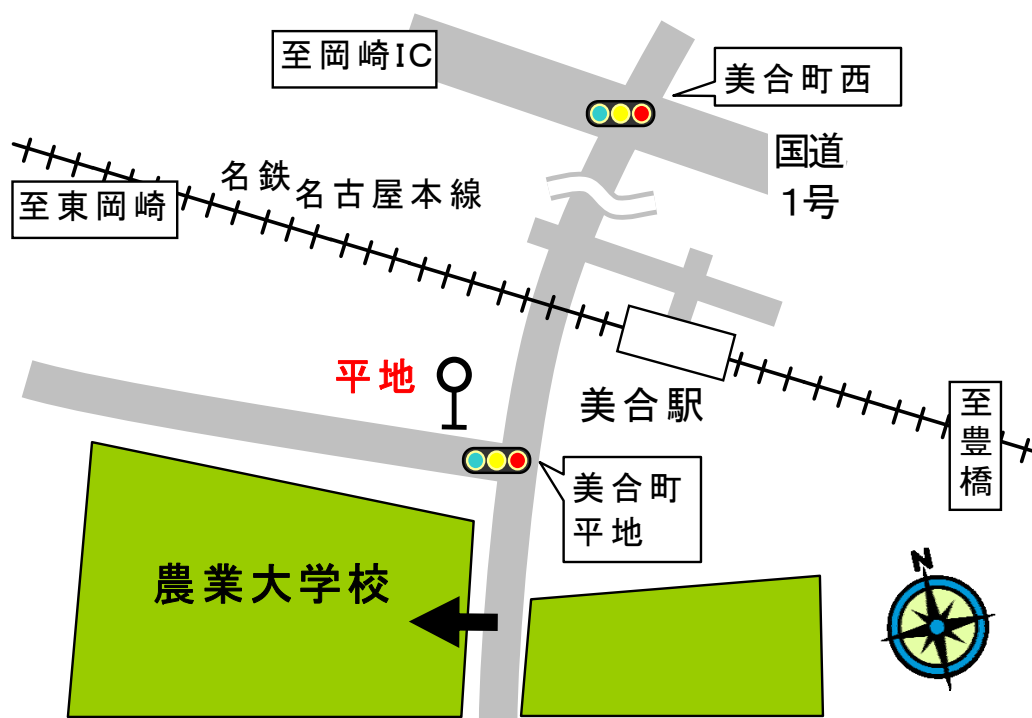 至岡崎IC
美合町西
国道
1号
名鉄名古屋本線
至東岡崎
平地
美合駅
至豊橋
美合町
平地
農業大学校
N